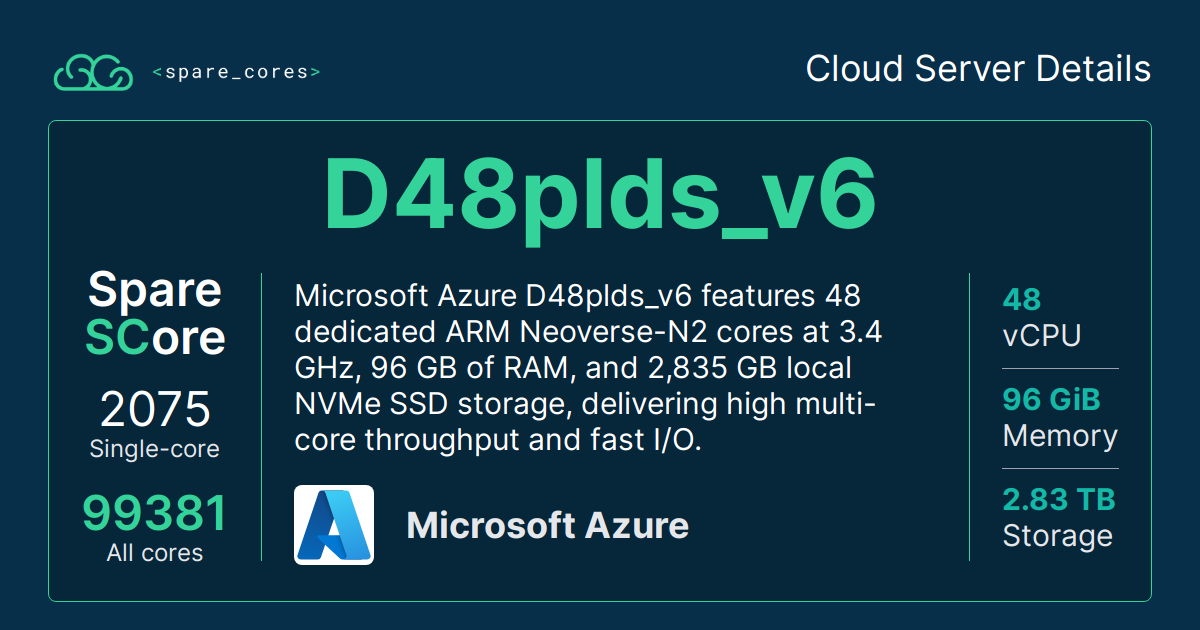 <spare_cores>
Cloud Server Details
D48plds_v6
Spare
SCore
2075
Single-core
99381
All cores
Microsoft Azure D48plds_v6 features 48
dedicated ARM Neoverse-N2 cores at 3.4
GHz, 96 GB of RAM, and 2,835 GB local
NVMe SSD storage, delivering high multi-
core throughput and fast I/O.
Microsoft Azure
48
vCPU
96 GiB
Memory
2.83 TB
Storage